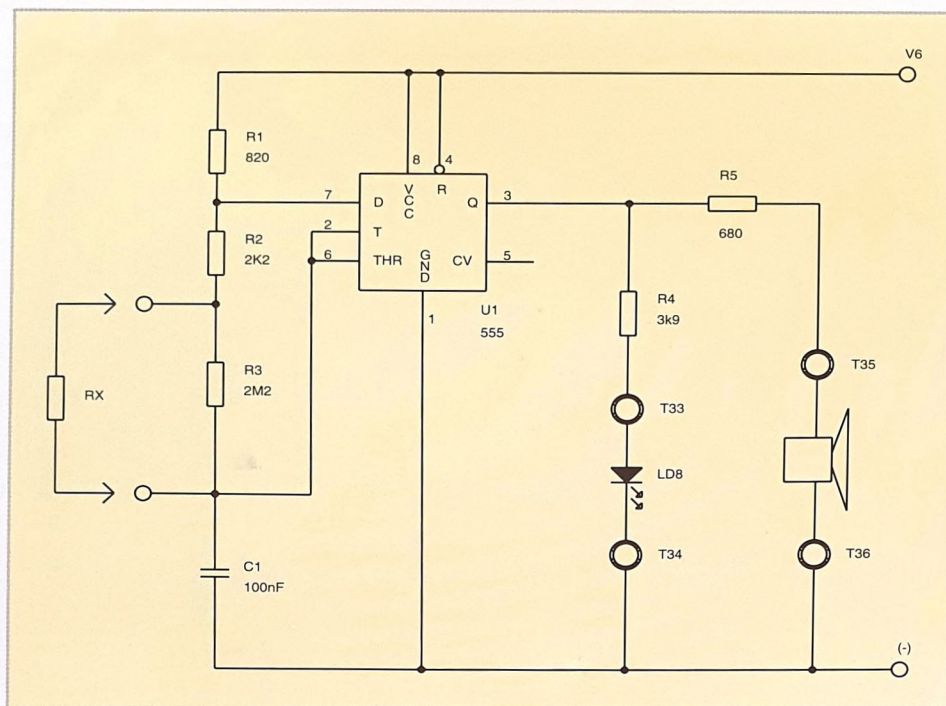 V6
R1
820
8
4
7
D
V
C
C
R
Q
3
R5
680
2
T
R2
2K2
6
THR
G
N
D
CV
5
U1
555
1
R4
3k9
RX
R3
2M2
T35
T33
LD8
T34
T36
C1
100nF
(-)